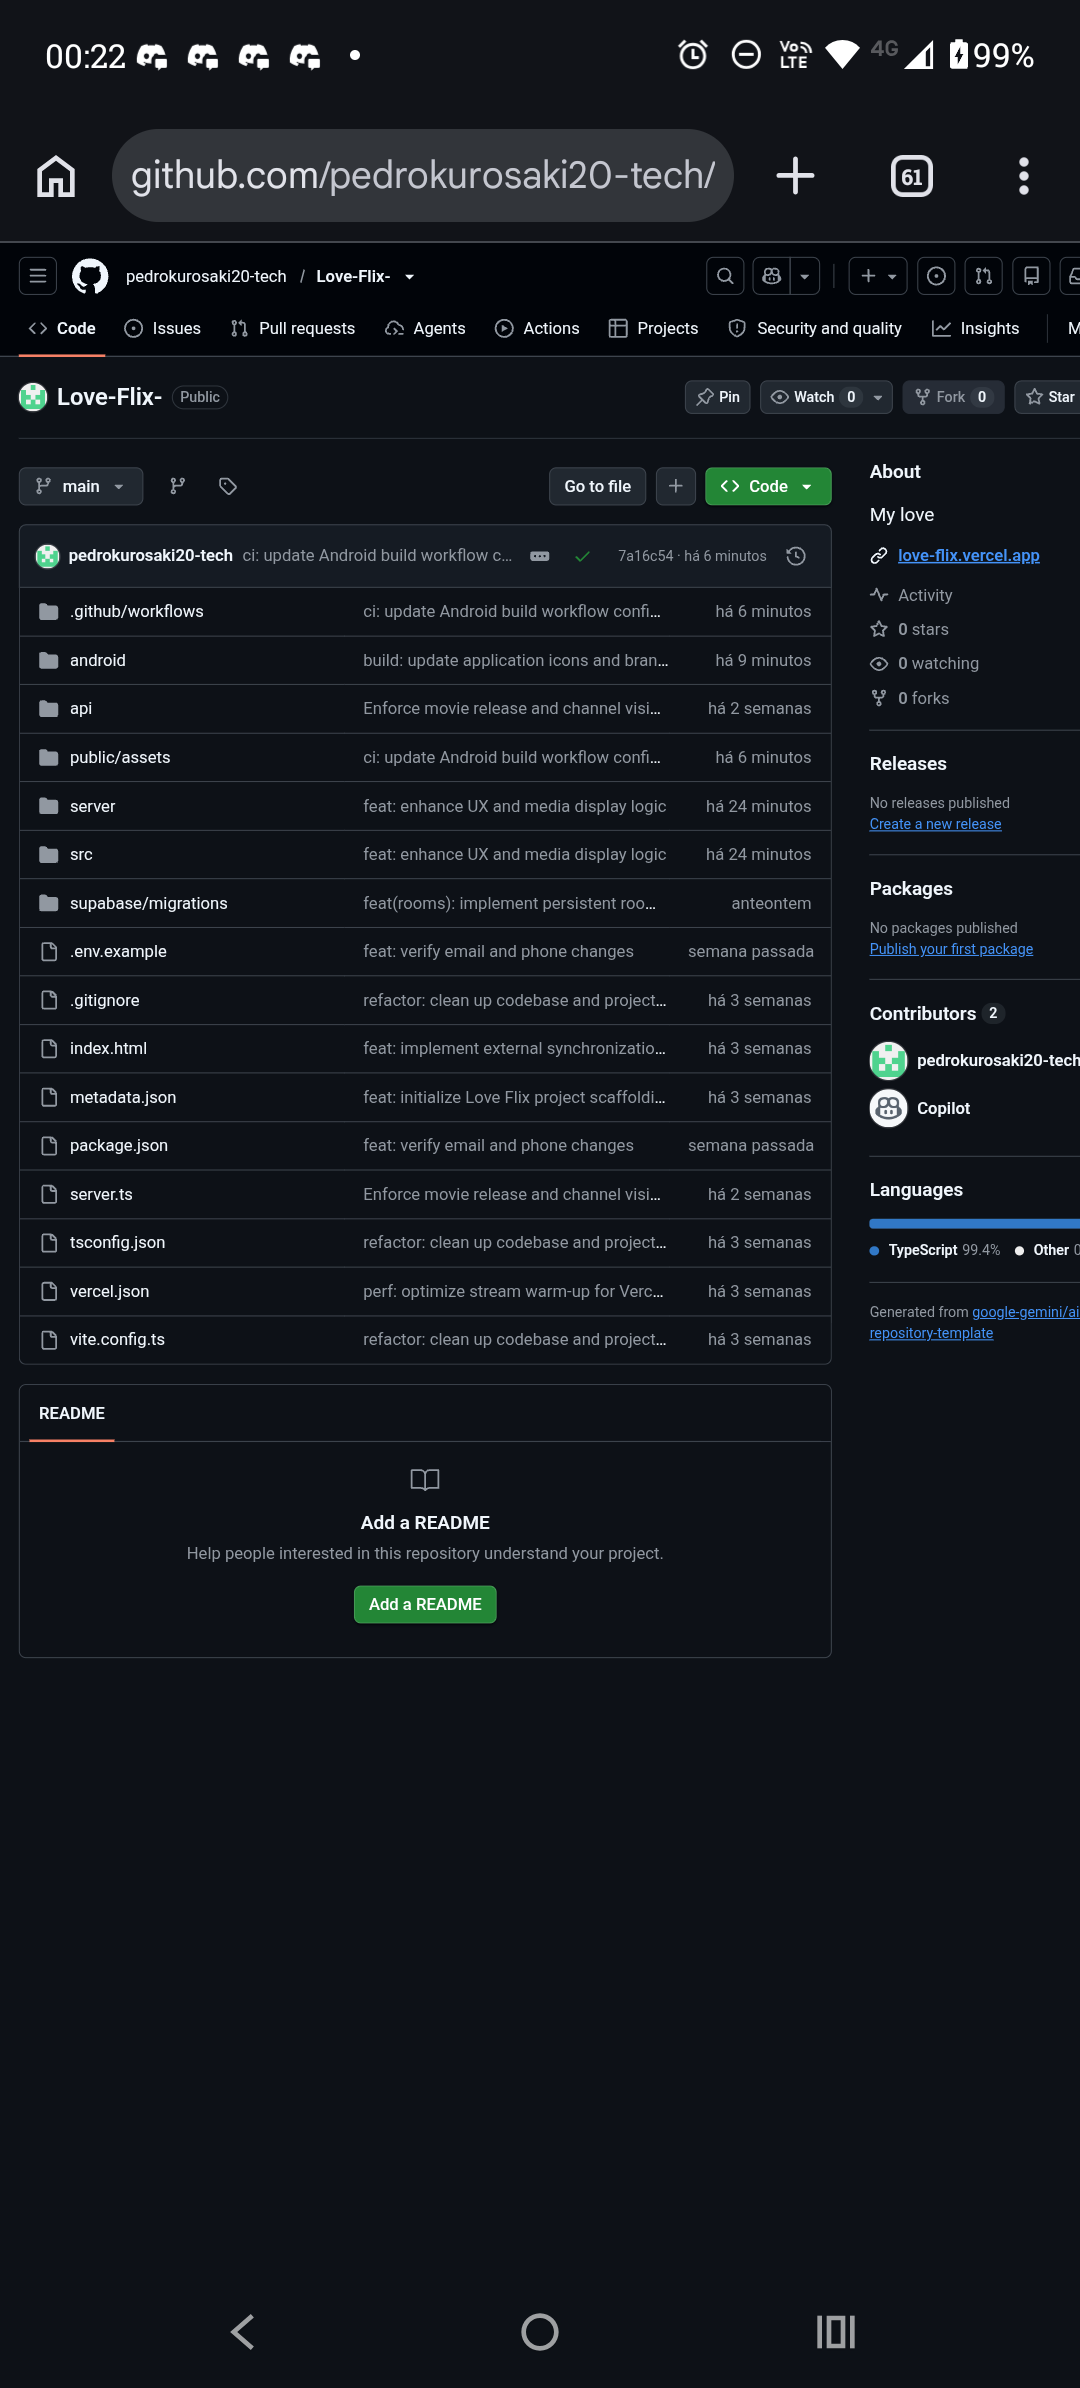 00:22
Vo LTE
4G
99%
github.com/pedrokurosaki20-tech/
61
pedrokurosaki20-tech / Love-Flix-
Code Issues Pull requests Agents Actions Projects Security and quality Insights
Love-Flix- Public
Pin Watch 0 Fork 0 Star
main
Go to file
Code
pedrokurosaki20-tech ci: update Android build workflow c... 7a16c54 · há 6 minutos
.github/workflows ci: update Android build workflow confi... há 6 minutos
android build: update application icons and bran... há 9 minutos
api Enforce movie release and channel visi... há 2 semanas
public/assets ci: update Android build workflow confi... há 6 minutos
server feat: enhance UX and media display logic há 24 minutos
src feat: enhance UX and media display logic há 24 minutos
supabase/migrations feat(rooms): implement persistent roo... anteontem
.env.example feat: verify email and phone changes semana passada
.gitignore refactor: clean up codebase and project... há 3 semanas
index.html feat: implement external synchronizatio... há 3 semanas
metadata.json feat: initialize Love Flix project scaffoldi... há 3 semanas
package.json feat: verify email and phone changes semana passada
server.ts Enforce movie release and channel visi... há 2 semanas
tsconfig.json refactor: clean up codebase and project... há 3 semanas
vercel.json perf: optimize stream warm-up for Verc... há 3 semanas
vite.config.ts refactor: clean up codebase and project... há 3 semanas
README
Add a README
Help people interested in this repository understand your project.
Add a README
About
My love
love-flix.vercel.app
Activity
0 stars
0 watching
0 forks
Releases
No releases published
Create a new release
Packages
No packages published
Publish your first package
Contributors 2
pedrokurosaki20-tech
Copilot
Languages
TypeScript 99.4% Other
Generated from google-gemini/ai
repository-template